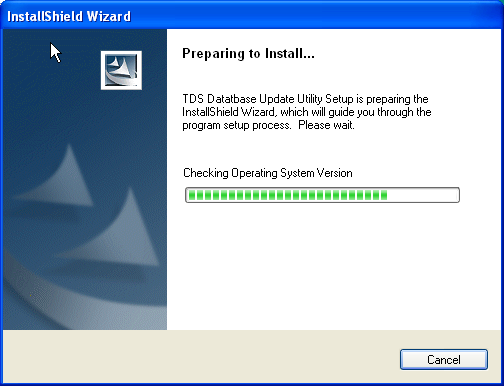 InstallShield Wizard
Preparing to Install...
TDS Datatbase Update Utility Setup is preparing the
InstallShield Wizard, which will guide you through the
program setup process. Please wait.
Checking Operating System Version
Cancel